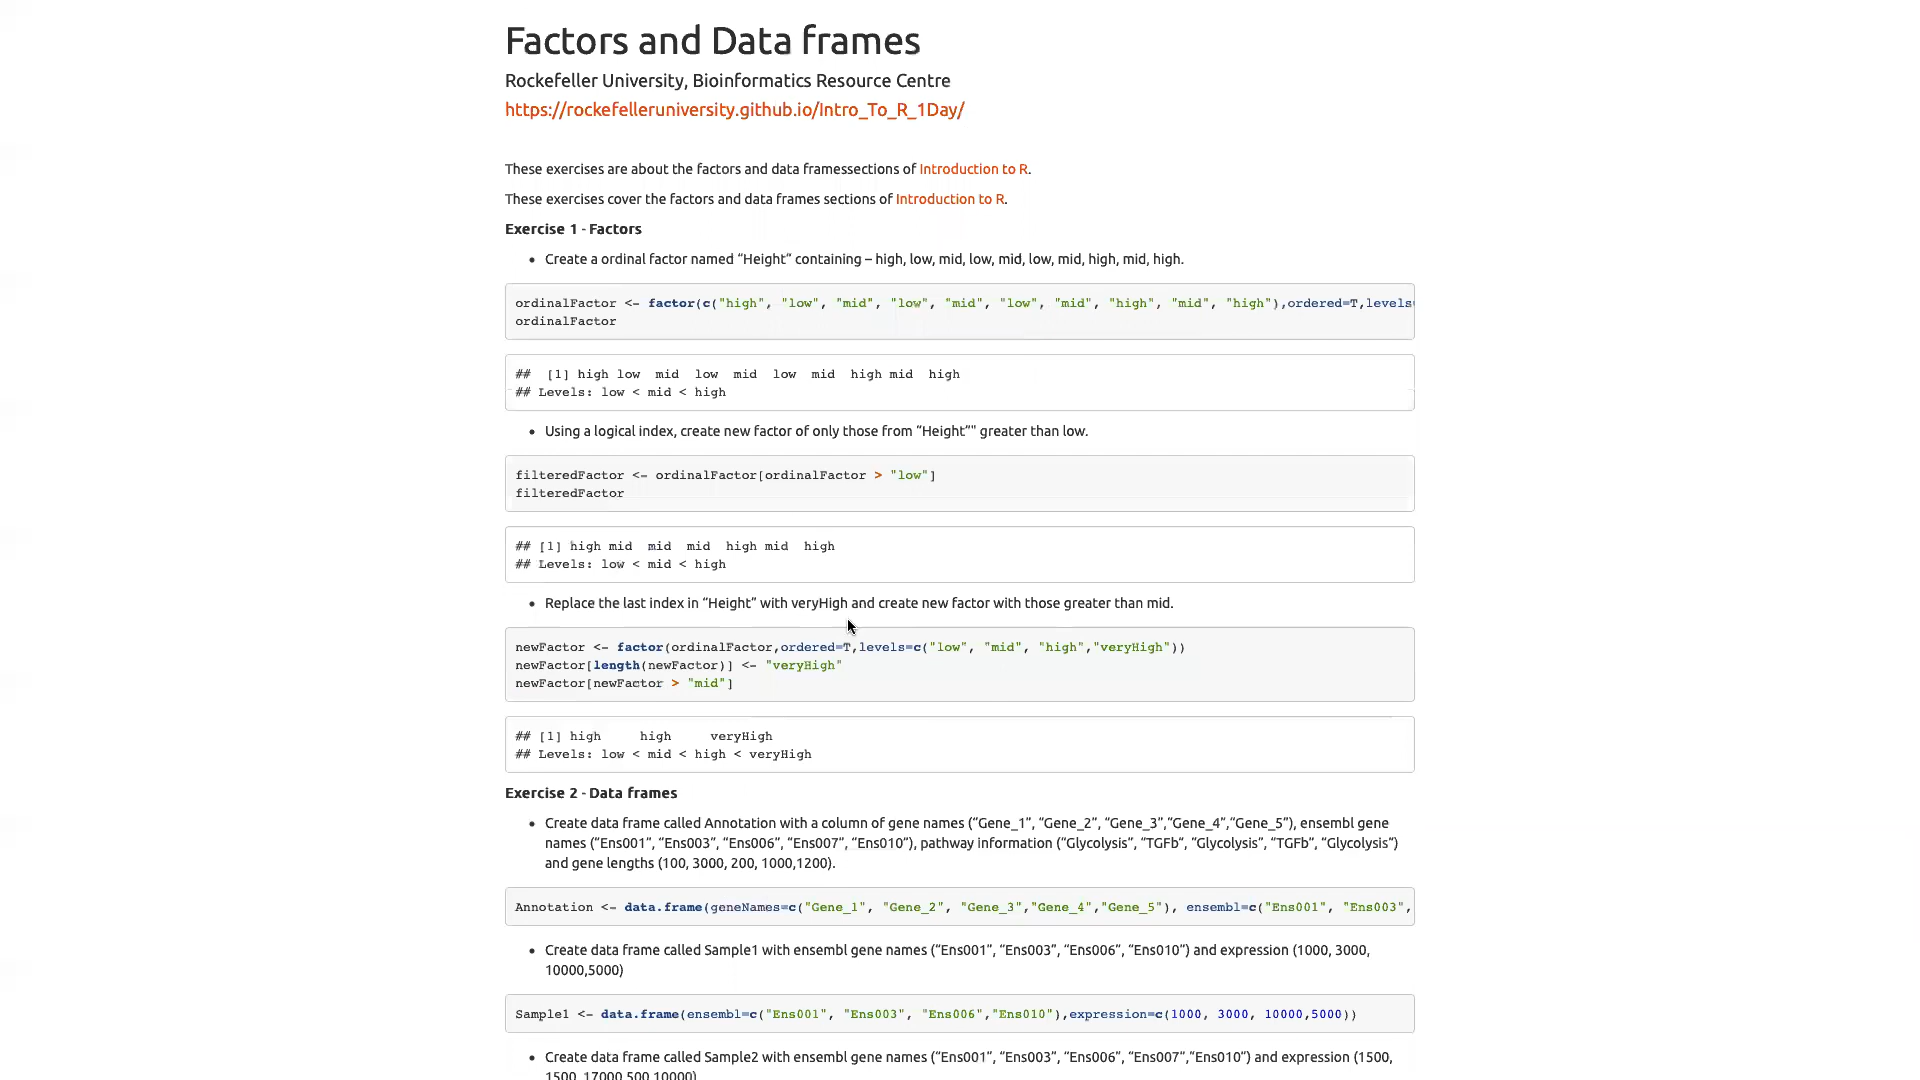 Factors and Data frames
Rockefeller University, Bioinformatics Resource Centre
https://rockefelleruniversity.github.io/Intro_To_R_1Day/
These exercises are about the factors and data framessections of Introduction to R.
These exercises cover the factors and data frames sections of Introduction to R.
Exercise 1 - Factors
• Create a ordinal factor named “Height” containing – high, low, mid, low, mid, low, mid, high, mid, high.
ordinalFactor <- factor(c("high", "low", "mid", "low", "mid", "low", "mid", "high", "mid", "high"),ordered=T,levels
ordinalFactor
##  [1] high low  mid  low  mid  low  mid  high mid  high
## Levels: low < mid < high
• Using a logical index, create new factor of only those from “Height”" greater than low.
filteredFactor <- ordinalFactor[ordinalFactor > "low"]
filteredFactor
## [1] high mid  mid  mid  high mid  high
## Levels: low < mid < high
• Replace the last index in “Height” with veryHigh and create new factor with those greater than mid.
newFactor <- factor(ordinalFactor,ordered=T,levels=c("low", "mid", "high","veryHigh"))
newFactor[length(newFactor)] <- "veryHigh"
newFactor[newFactor > "mid"]
## [1] high     high     veryHigh
## Levels: low < mid < high < veryHigh
Exercise 2 - Data frames
• Create data frame called Annotation with a column of gene names (“Gene_1”, “Gene_2”, “Gene_3”,“Gene_4”,“Gene_5”), ensembl gene
names (“Ens001”, “Ens003”, “Ens006”, “Ens007”, “Ens010”), pathway information (“Glycolysis”, “TGFb”, “Glycolysis”, “TGFb”, “Glycolysis”)
and gene lengths (100, 3000, 200, 1000,1200).
Annotation <- data.frame(geneNames=c("Gene_1", "Gene_2", "Gene_3","Gene_4","Gene_5"), ensembl=c("Ens001", "Ens003",
• Create data frame called Sample1 with ensembl gene names (“Ens001”, “Ens003”, “Ens006”, “Ens010”) and expression (1000, 3000,
10000,5000)
Sample1 <- data.frame(ensembl=c("Ens001", "Ens003", "Ens006","Ens010"),expression=c(1000, 3000, 10000,5000))
• Create data frame called Sample2 with ensembl gene names (“Ens001”, “Ens003”, “Ens006”, “Ens007”,“Ens010”) and expression (1500,
1500, 17000,500,10000)